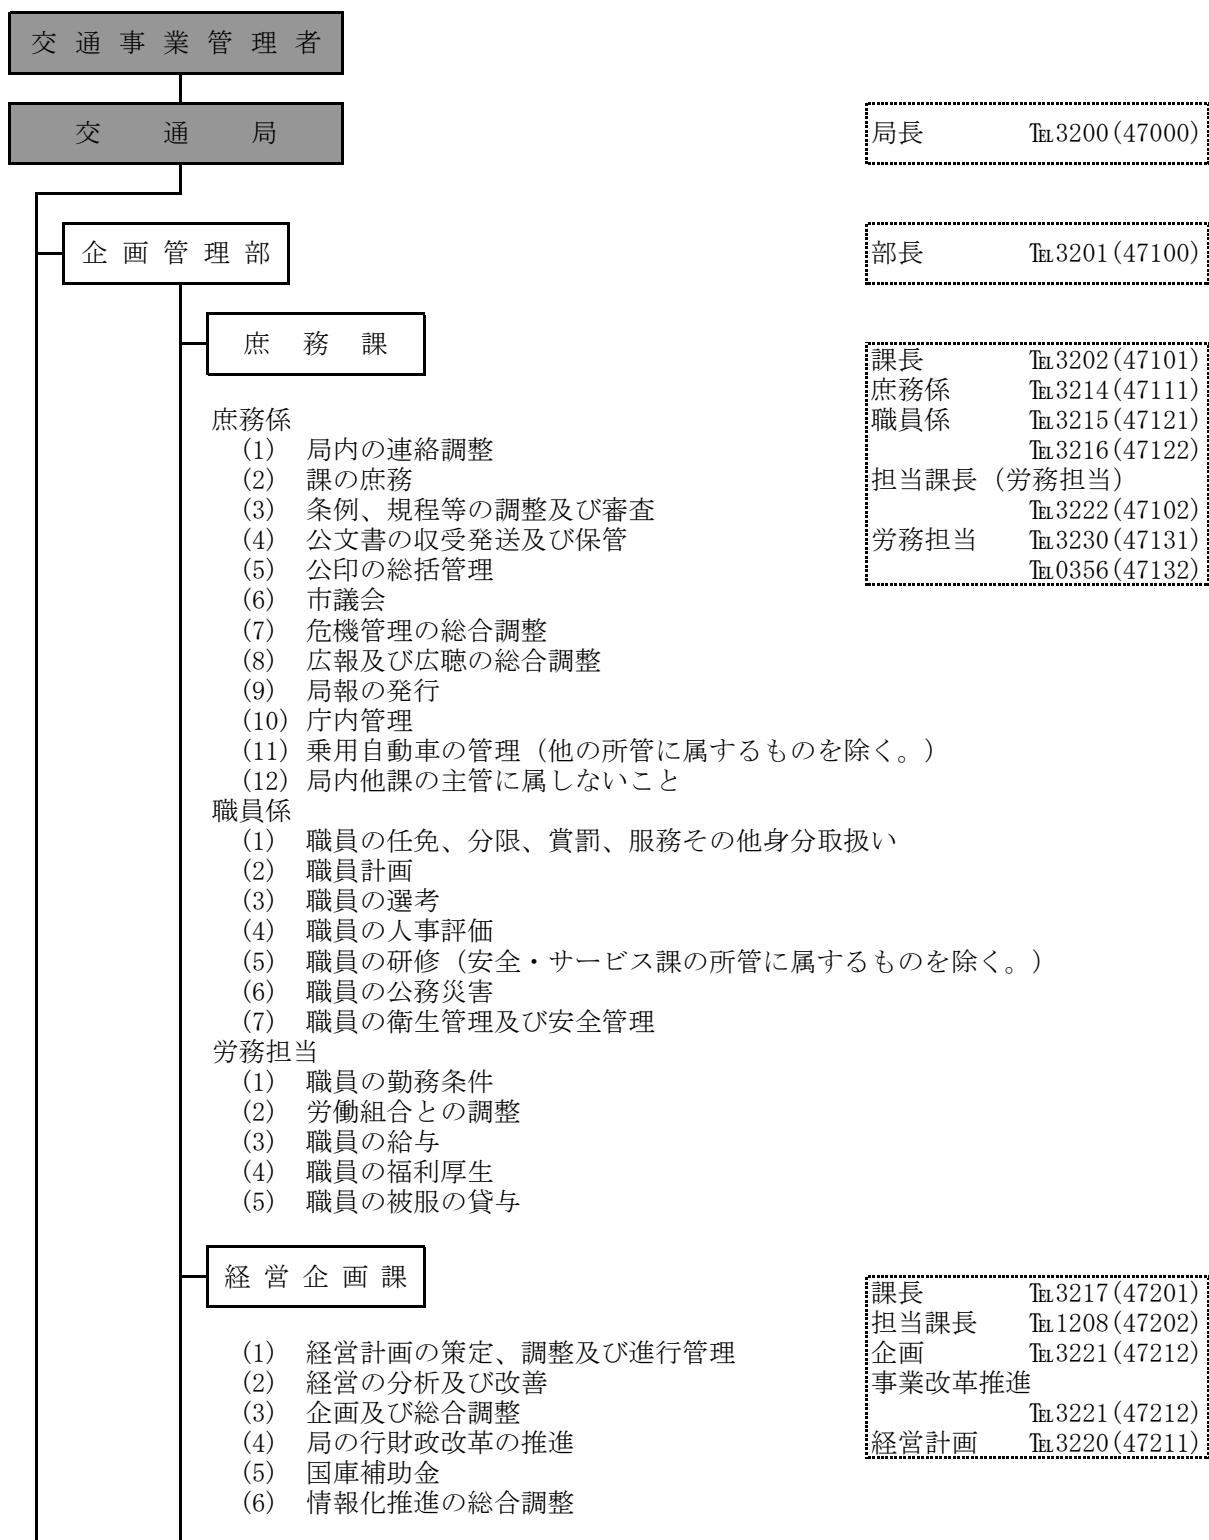 交通事業管理者
交通局
局長 ℡3200(47000)
企画管理部
部長 ℡3201(47100)
庶務課
課長 ℡3202(47101)
庶務係 ℡3214(47111)
職員係 ℡3215(47121)
℡3216(47122)
担当課長（労務担当）
℡3222(47102)
労務担当 ℡3230(47131)
℡0356(47132)
庶務係
(1) 局内の連絡調整
(2) 課の庶務
(3) 条例、規程等の調整及び審査
(4) 公文書の収受発送及び保管
(5) 公印の総括管理
(6) 市議会
(7) 危機管理の総合調整
(8) 広報及び広聴の総合調整
(9) 局報の発行
(10) 庁内管理
(11) 乗用自動車の管理（他の所管に属するものを除く。）
(12) 局内他課の主管に属しないこと
職員係
(1) 職員の任免、分限、賞罰、服務その他身分取扱い
(2) 職員計画
(3) 職員の選考
(4) 職員の人事評価
(5) 職員の研修（安全・サービス課の所管に属するものを除く。）
(6) 職員の公務災害
(7) 職員の衛生管理及び安全管理
労務担当
(1) 職員の勤務条件
(2) 労働組合との調整
(3) 職員の給与
(4) 職員の福利厚生
(5) 職員の被服の貸与
経営企画課
課長 ℡3217(47201)
担当課長 ℡1208(47202)
企画 ℡3221(47212)
事業改革推進
℡3221(47212)
経営計画 ℡3220(47211)
(1) 経営計画の策定、調整及び進行管理
(2) 経営の分析及び改善
(3) 企画及び総合調整
(4) 局の行財政改革の推進
(5) 国庫補助金
(6) 情報化推進の総合調整